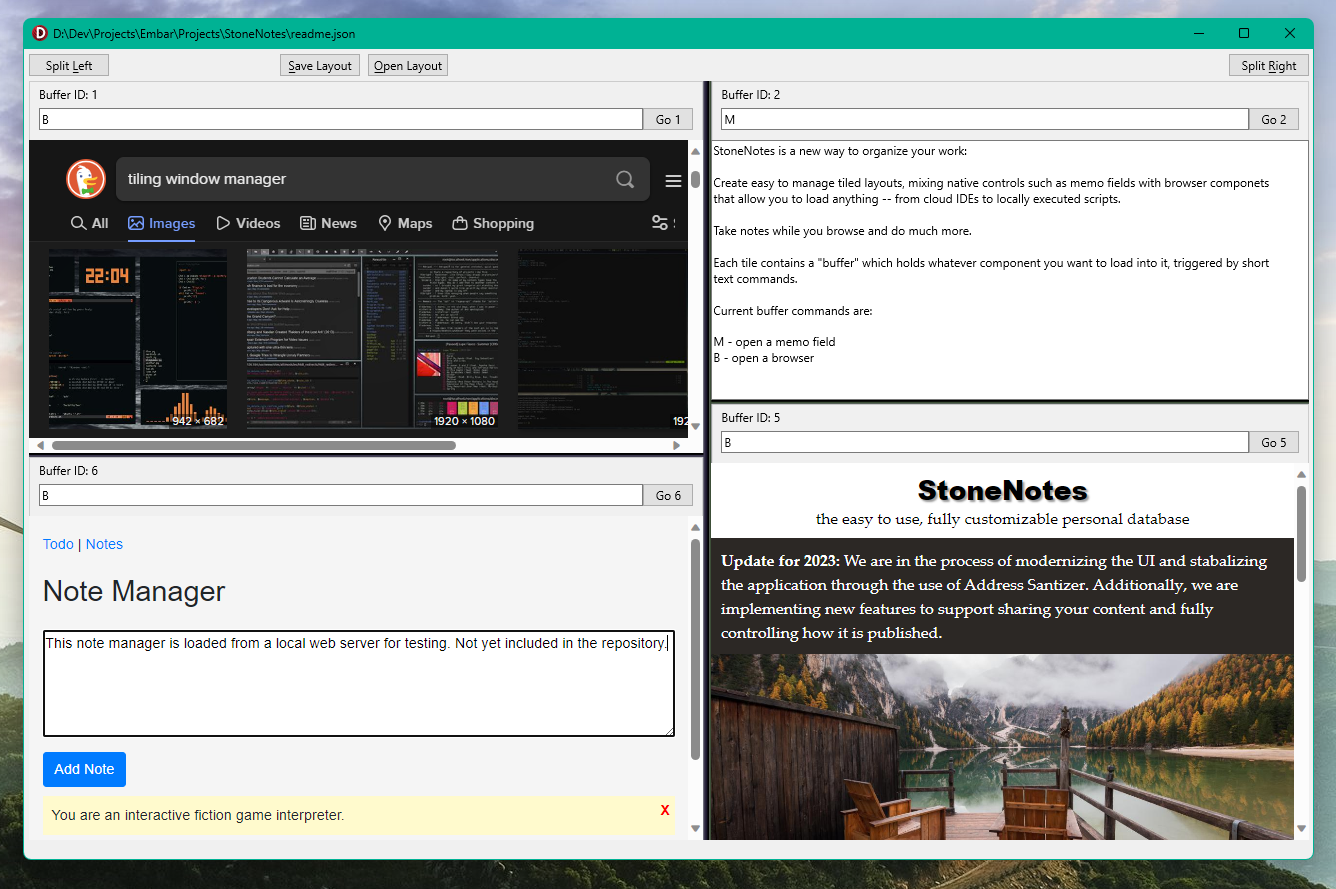 D:\Dev\Projects\Embar\Projects\StoneNotes\readme.json
Split Left
Save Layout
Open Layout
Split Right
Buffer ID: 1
B
Go 1
tiling window manager
All
Images
Videos
News
Maps
Shopping
22:04
942 × 682
1920 × 1080
192
Buffer ID: 6
B
Go 6
Todo | Notes
Note Manager
This note manager is loaded from a local web server for testing. Not yet included in the repository.
Add Note
You are an interactive fiction game interpreter.
X
Buffer ID: 2
M
Go 2
StoneNotes is a new way to organize your work:
Create easy to manage tiled layouts, mixing native controls such as memo fields with browser componets
that allow you to load anything -- from cloud IDEs to locally executed scripts.
Take notes while you browse and do much more.
Each tile contains a "buffer" which holds whatever component you want to load into it, triggered by short
text commands.
Current buffer commands are:
M - open a memo field
B - open a browser
Buffer ID: 5
B
Go 5
StoneNotes
the easy to use, fully customizable personal database
Update for 2023: We are in the process of modernizing the UI and stabalizing
the application through the use of Address Santizer. Additionally, we are
implementing new features to support sharing your content and fully
controlling how it is published.